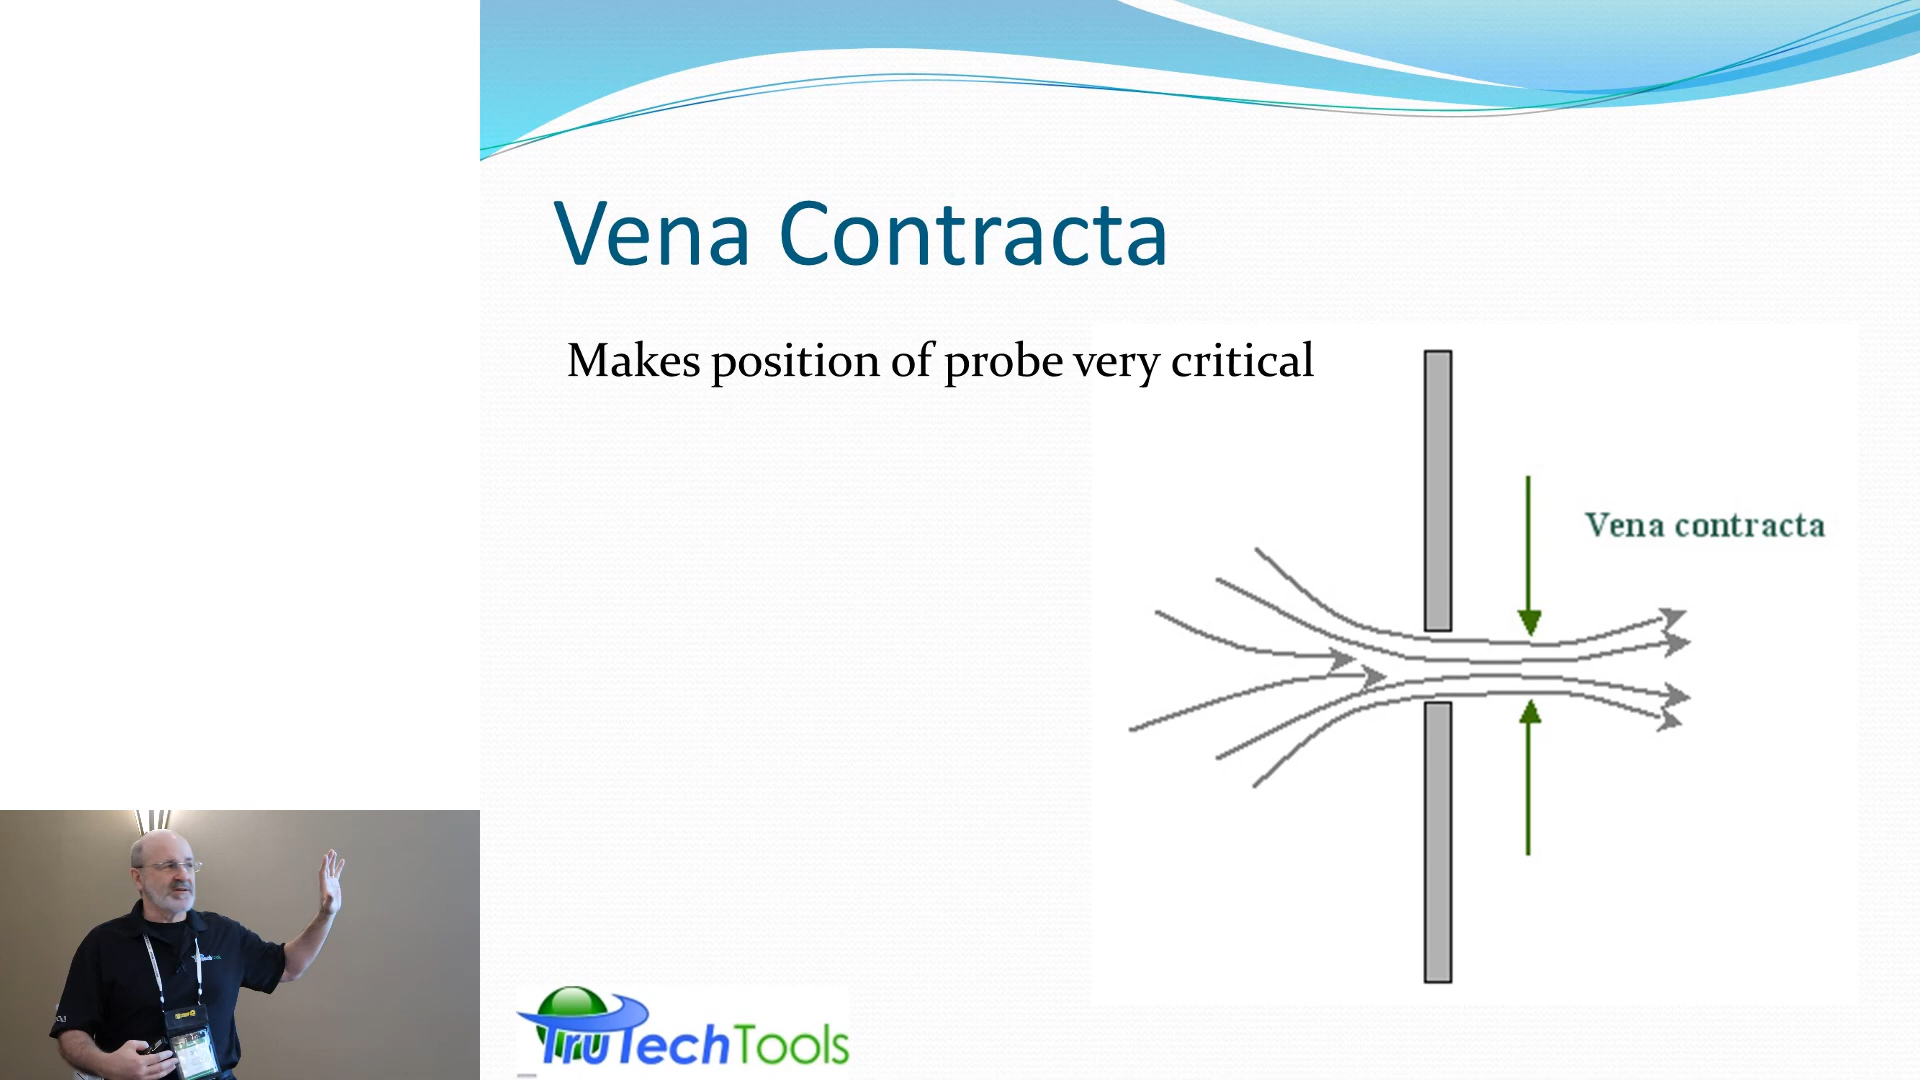 Vena Contracta
Makes position of probe very critical
Vena contracta
TruTechTools